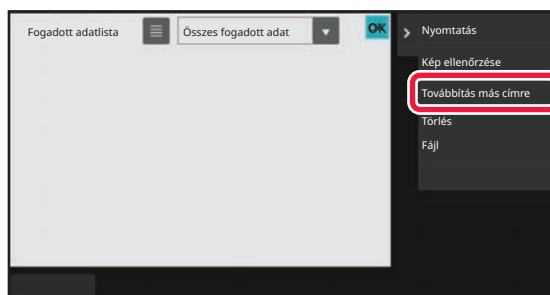 Fogadott adatlista
Összes fogadott adat
OK
Nyomtatás
Kép ellenőrzése
Továbbítás más címre
Törlés
Fájl